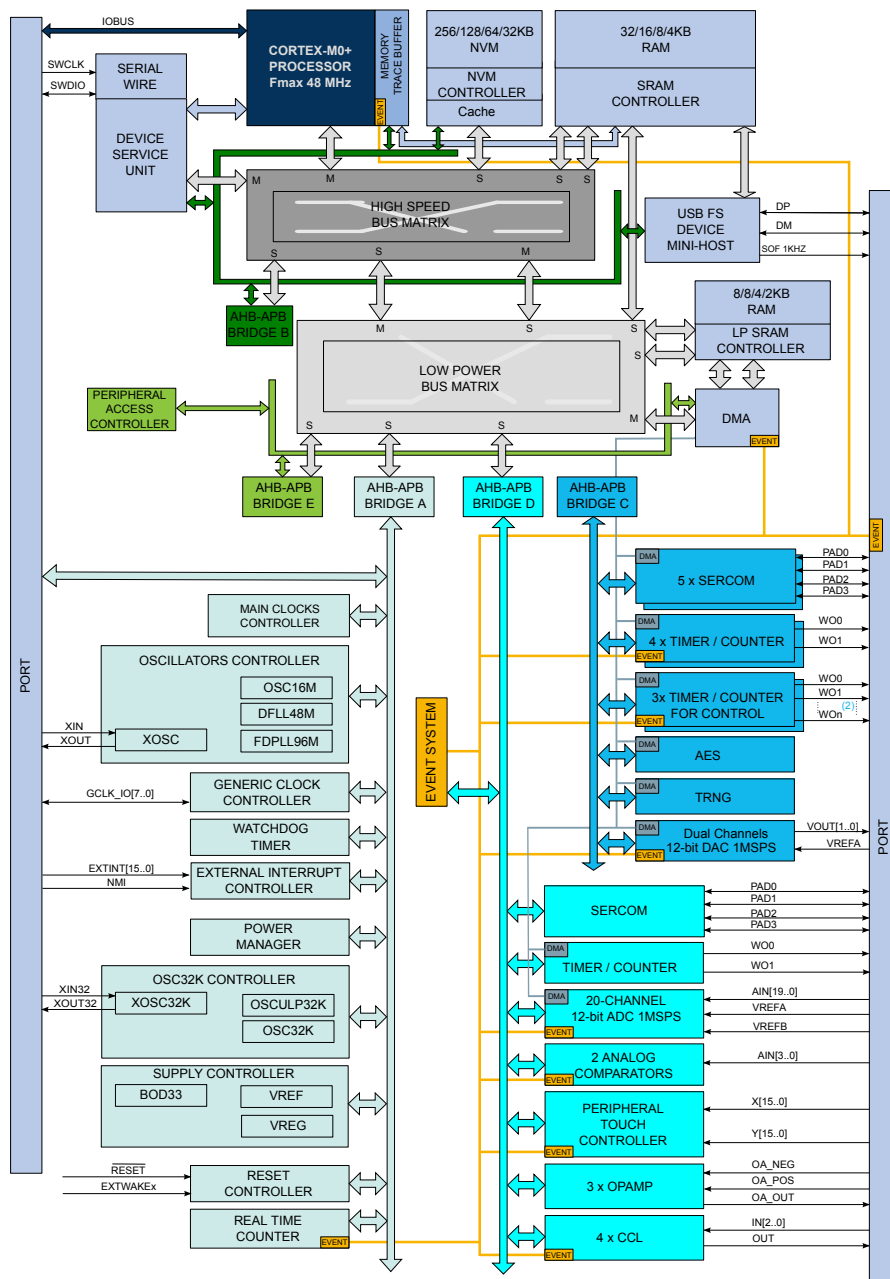 IOBUS
SWCLK
SWDIO
SERIAL
WIRE
DEVICE
SERVICE
UNIT
CORTEX-M0+
PROCESSOR
Fmax 48 MHz
MEMORY
TRACE BUFFER
EVENT
256/128/64/32KB
NVM
NVM
CONTROLLER
Cache
32/16/8/4KB
RAM
SRAM
CONTROLLER
M
M
S
S
S
HIGH SPEED
BUS MATRIX
S
S
M
USB FS
DEVICE
MINI-HOST
DP
DM
SOF 1KHZ
AHB-APB
BRIDGE B
8/8/4/2KB
RAM
LP SRAM
CONTROLLER
M
S
S
S
LOW POWER
BUS MATRIX
S
S
S
M
PERIPHERAL
ACCESS
CONTROLLER
DMA
EVENT
AHB-APB
BRIDGE E
AHB-APB
BRIDGE A
AHB-APB
BRIDGE D
AHB-APB
BRIDGE C
PORT
EVENT
PORT
MAIN CLOCKS
CONTROLLER
OSCILLATORS CONTROLLER
OSC16M
DFLL48M
FDPLL96M
XOSC
XIN
XOUT
GCLK_IO[7..0]
GENERIC CLOCK
CONTROLLER
WATCHDOG
TIMER
EXTINT[15..0]
NMI
EXTERNAL INTERRUPT
CONTROLLER
POWER
MANAGER
OSC32K CONTROLLER
XIN32
XOUT32
XOSC32K
OSCULP32K
OSC32K
SUPPLY CONTROLLER
BOD33
VREF
VREG
RESET
EXTWAKEx
RESET
CONTROLLER
REAL TIME
COUNTER
EVENT
EVENT SYSTEM
DMA
5 x SERCOM
PAD0
PAD1
PAD2
PAD3
DMA
4 x TIMER / COUNTER
EVENT
WO0
WO1
DMA
3x TIMER / COUNTER
FOR CONTROL
EVENT
WO0
WO1
(2)
WOn
DMA
AES
DMA
TRNG
DMA
Dual Channels
12-bit DAC 1MSPS
EVENT
VOUT[1..0]
VREFA
SERCOM
PAD0
PAD1
PAD2
PAD3
DMA
TIMER / COUNTER
WO0
WO1
DMA
20-CHANNEL
12-bit ADC 1MSPS
EVENT
AIN[19..0]
VREFA
VREFB
2 ANALOG
COMPARATORS
EVENT
AIN[3..0]
PERIPHERAL
TOUCH
CONTROLLER
EVENT
X[15..0]
Y[15..0]
3 x OPAMP
OA_NEG
OA_POS
OA_OUT
4 x CCL
EVENT
IN[2..0]
OUT